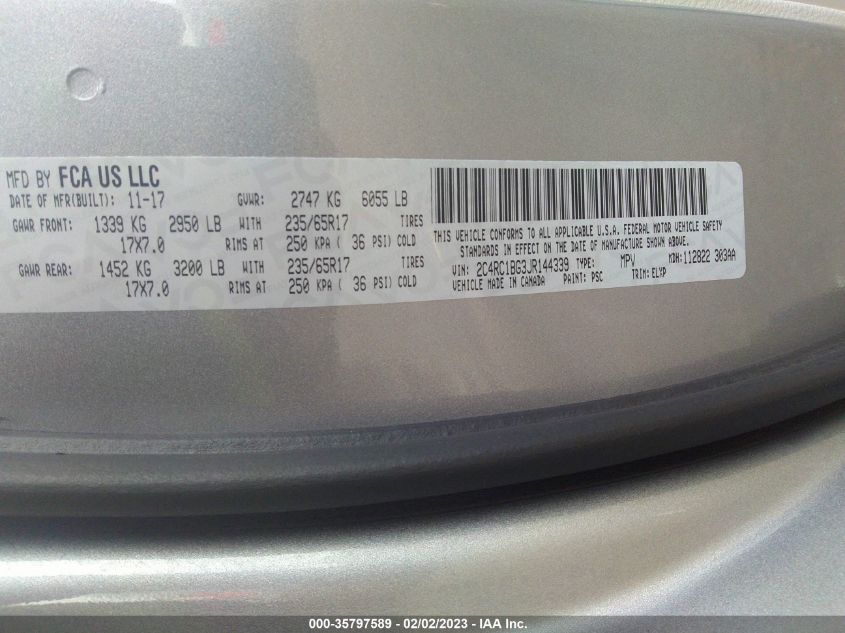 MFD BY FCA US LLC
DATE OF MFR(BUILT): 11-17 GVWR: 2747 KG 6055 LB
GAWR FRONT: 1339 KG 2950 LB WITH 235/65R17 TIRES
17X7.0 RIMS AT 250 KPA ( 36 PSI) COLD
GAWR REAR: 1452 KG 3200 LB WITH 235/65R17 TIRES
17X7.0 RIMS AT 250 KPA ( 36 PSI) COLD
THIS VEHICLE CONFORMS TO ALL APPLICABLE U.S.A. FEDERAL MOTOR VEHICLE SAFETY
STANDARDS IN EFFECT ON THE DATE OF MANUFACTURE SHOWN ABOVE.
VIN: 2C4RC1BG3JR144339 TYPE: MPV MDH:112822 303AA
VEHICLE MADE IN CANADA PAINT: PSC TRIM: ELXP
000-35797589 - 02/02/2023 - © IAA, Inc.